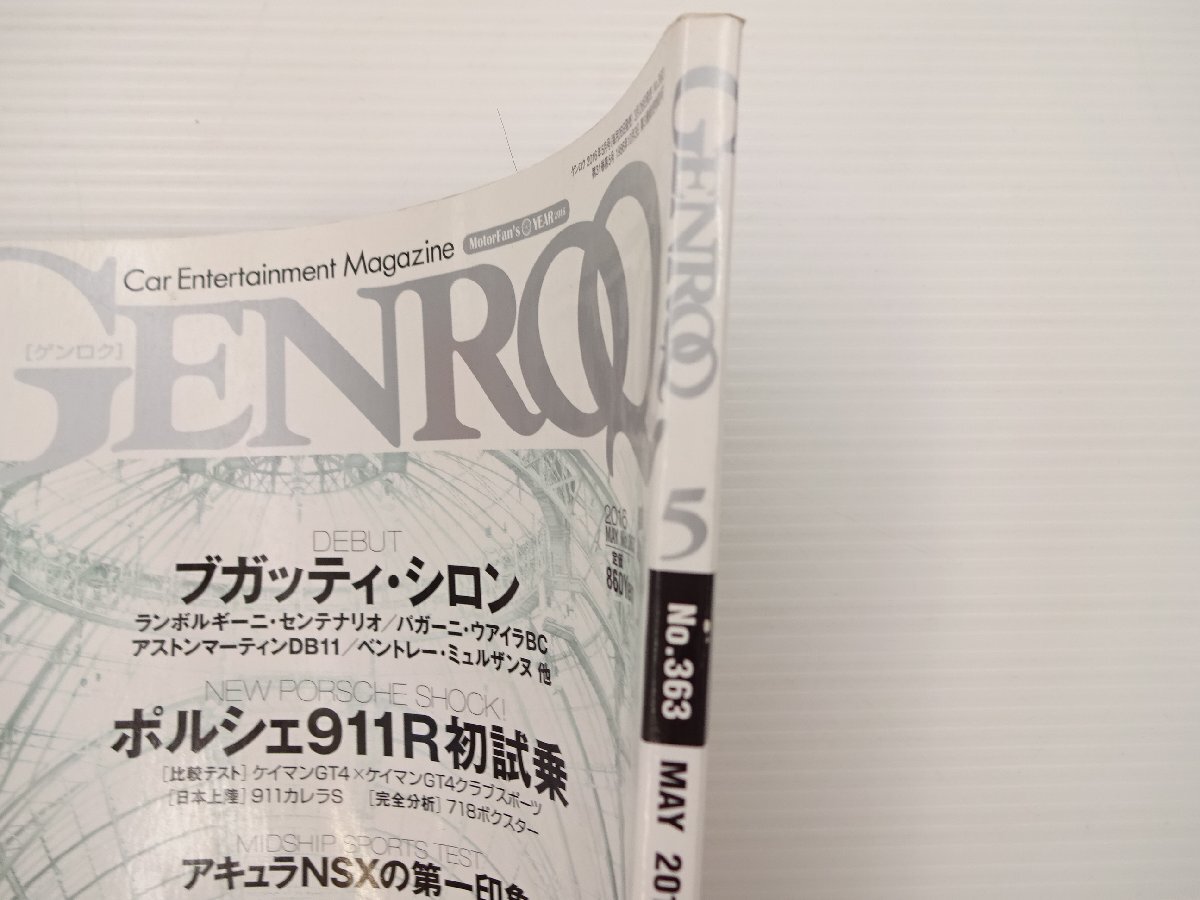 Car Entertainment Magazine
MotorFan's YEAR 2016
GENROQ
[ゲンロク]
2016
MAY No.363
定価
860Yen
DEBUT
ブガッティ・シロン
ランボルギーニ・センテナリオ/パガーニ・ウアイラBC
アストンマーティンDB11/ベントレー・ミュルザンヌ 他
NEW PORSCHE SHOCK!
ポルシェ911R初試乗
[比較テスト]ケイマンGT4×ケイマンGT4クラブスポーツ
[日本上陸]911カレラS [完全分析]718ボクスター
MIDSHIP SPORTS TEST
アキュラNSXの第一印象
GENROQ
5
No.363
MAY 201